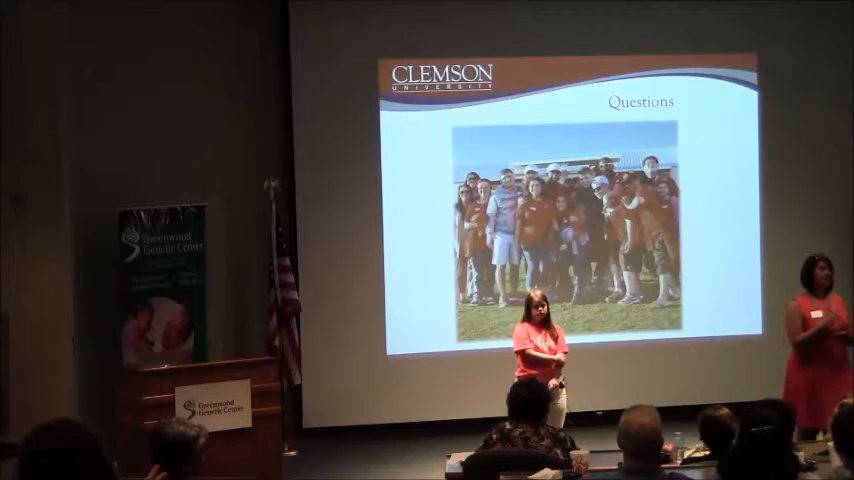 CLEMSON
UNIVERSITY
Questions
Greenwood
Genetic Center
Greenwood
Genetic Center